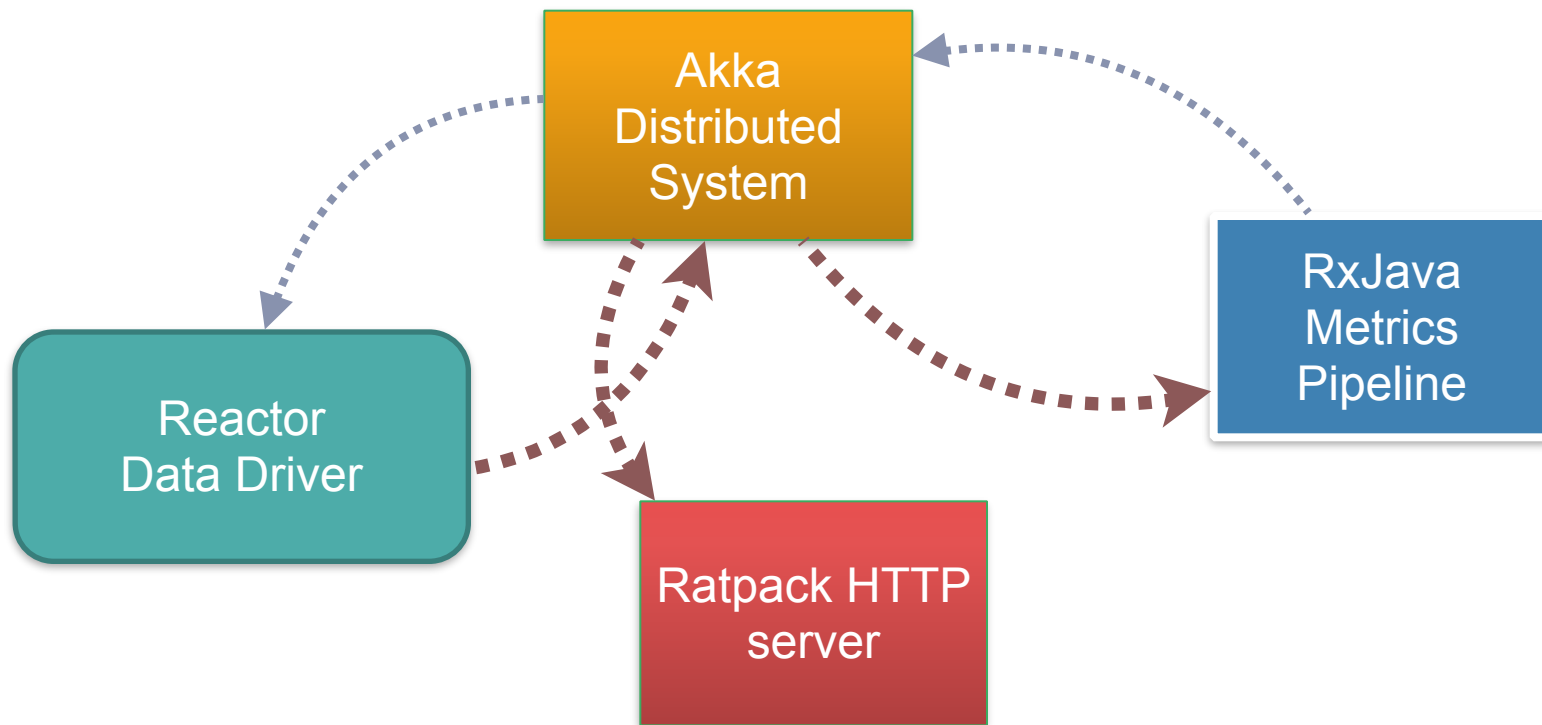 Akka
Distributed
System
RxJava
Metrics
Pipeline
Reactor
Data Driver
Ratpack HTTP
server